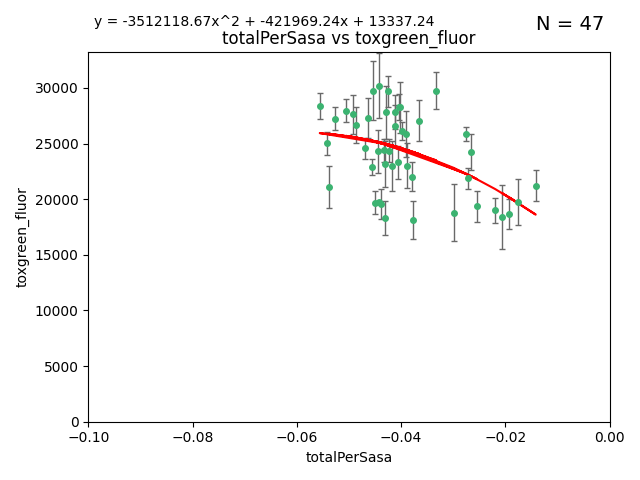 y = -3512118.67x^2 + -421969.24x + 13337.24
N = 47
totalPerSasa vs toxgreen_fluor
30000
25000
20000
15000
10000
5000
0
toxgreen_fluor
−0.10
−0.08
−0.06
−0.04
−0.02
0.00
totalPerSasa